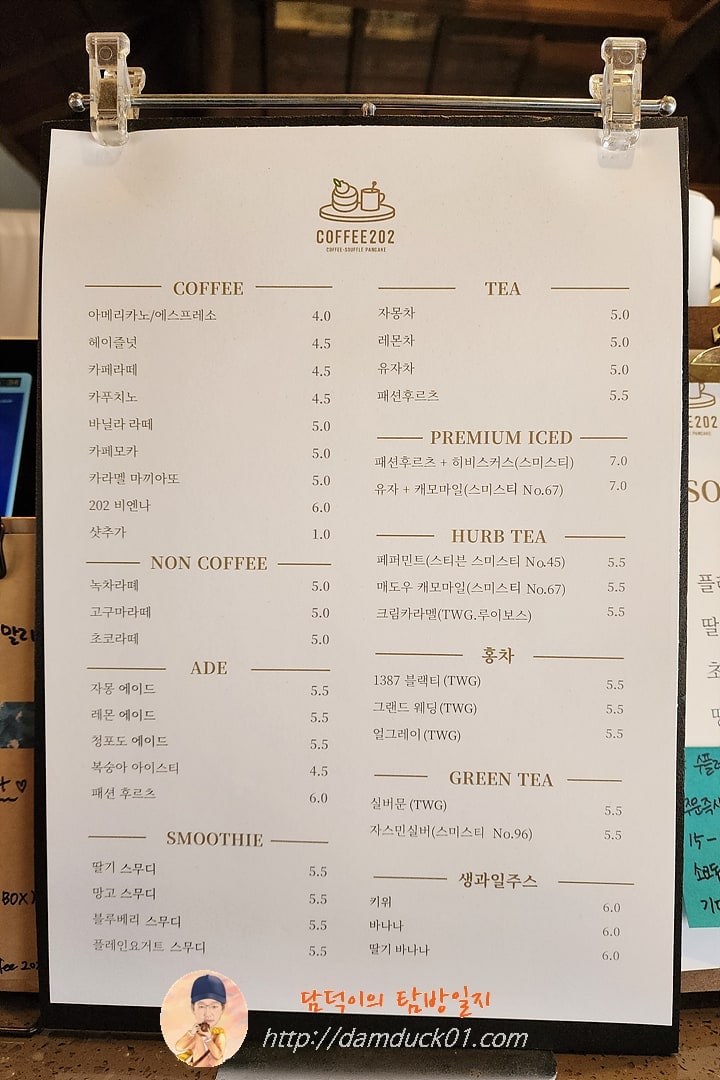 COFFEE202
COFFEE•SOUFFLE PANCAKE
COFFEE
아메리카노/에스프레소 4.0
헤이즐넛 4.5
카페라떼 4.5
카푸치노 4.5
바닐라 라떼 5.0
카페모카 5.0
카라멜 마끼아또 5.0
202 비엔나 6.0
샷추가 1.0
NON COFFEE
녹차라떼 5.0
고구마라떼 5.0
초코라떼 5.0
ADE
자몽 에이드 5.5
레몬 에이드 5.5
청포도 에이드 5.5
복숭아 아이스티 4.5
패션 후르츠 6.0
SMOOTHIE
딸기 스무디 5.5
망고 스무디 5.5
블루베리 스무디 5.5
플레인요거트 스무디 5.5
TEA
자몽차 5.0
레몬차 5.0
유자차 5.0
패션후르츠 5.5
PREMIUM ICED
패션후르츠 + 히비스커스(스미스티) 7.0
유자 + 캐모마일(스미스티 No.67) 7.0
HURB TEA
페퍼민트(스티븐 스미스티 No.45) 5.5
매도우 캐모마일(스미스티 No.67) 5.5
크림카라멜(TWG.루이보스) 5.5
홍차
1387 블랙티(TWG) 5.5
그랜드 웨딩(TWG) 5.5
얼그레이(TWG) 5.5
GREEN TEA
실버문(TWG) 5.5
자스민실버(스미스티 No.96) 5.5
생과일주스
키위 6.0
바나나 6.0
딸기 바나나 6.0
담덕이의 탐방일지
http://damduck01.com
BOX
E202
PANCAKE
SO
15-